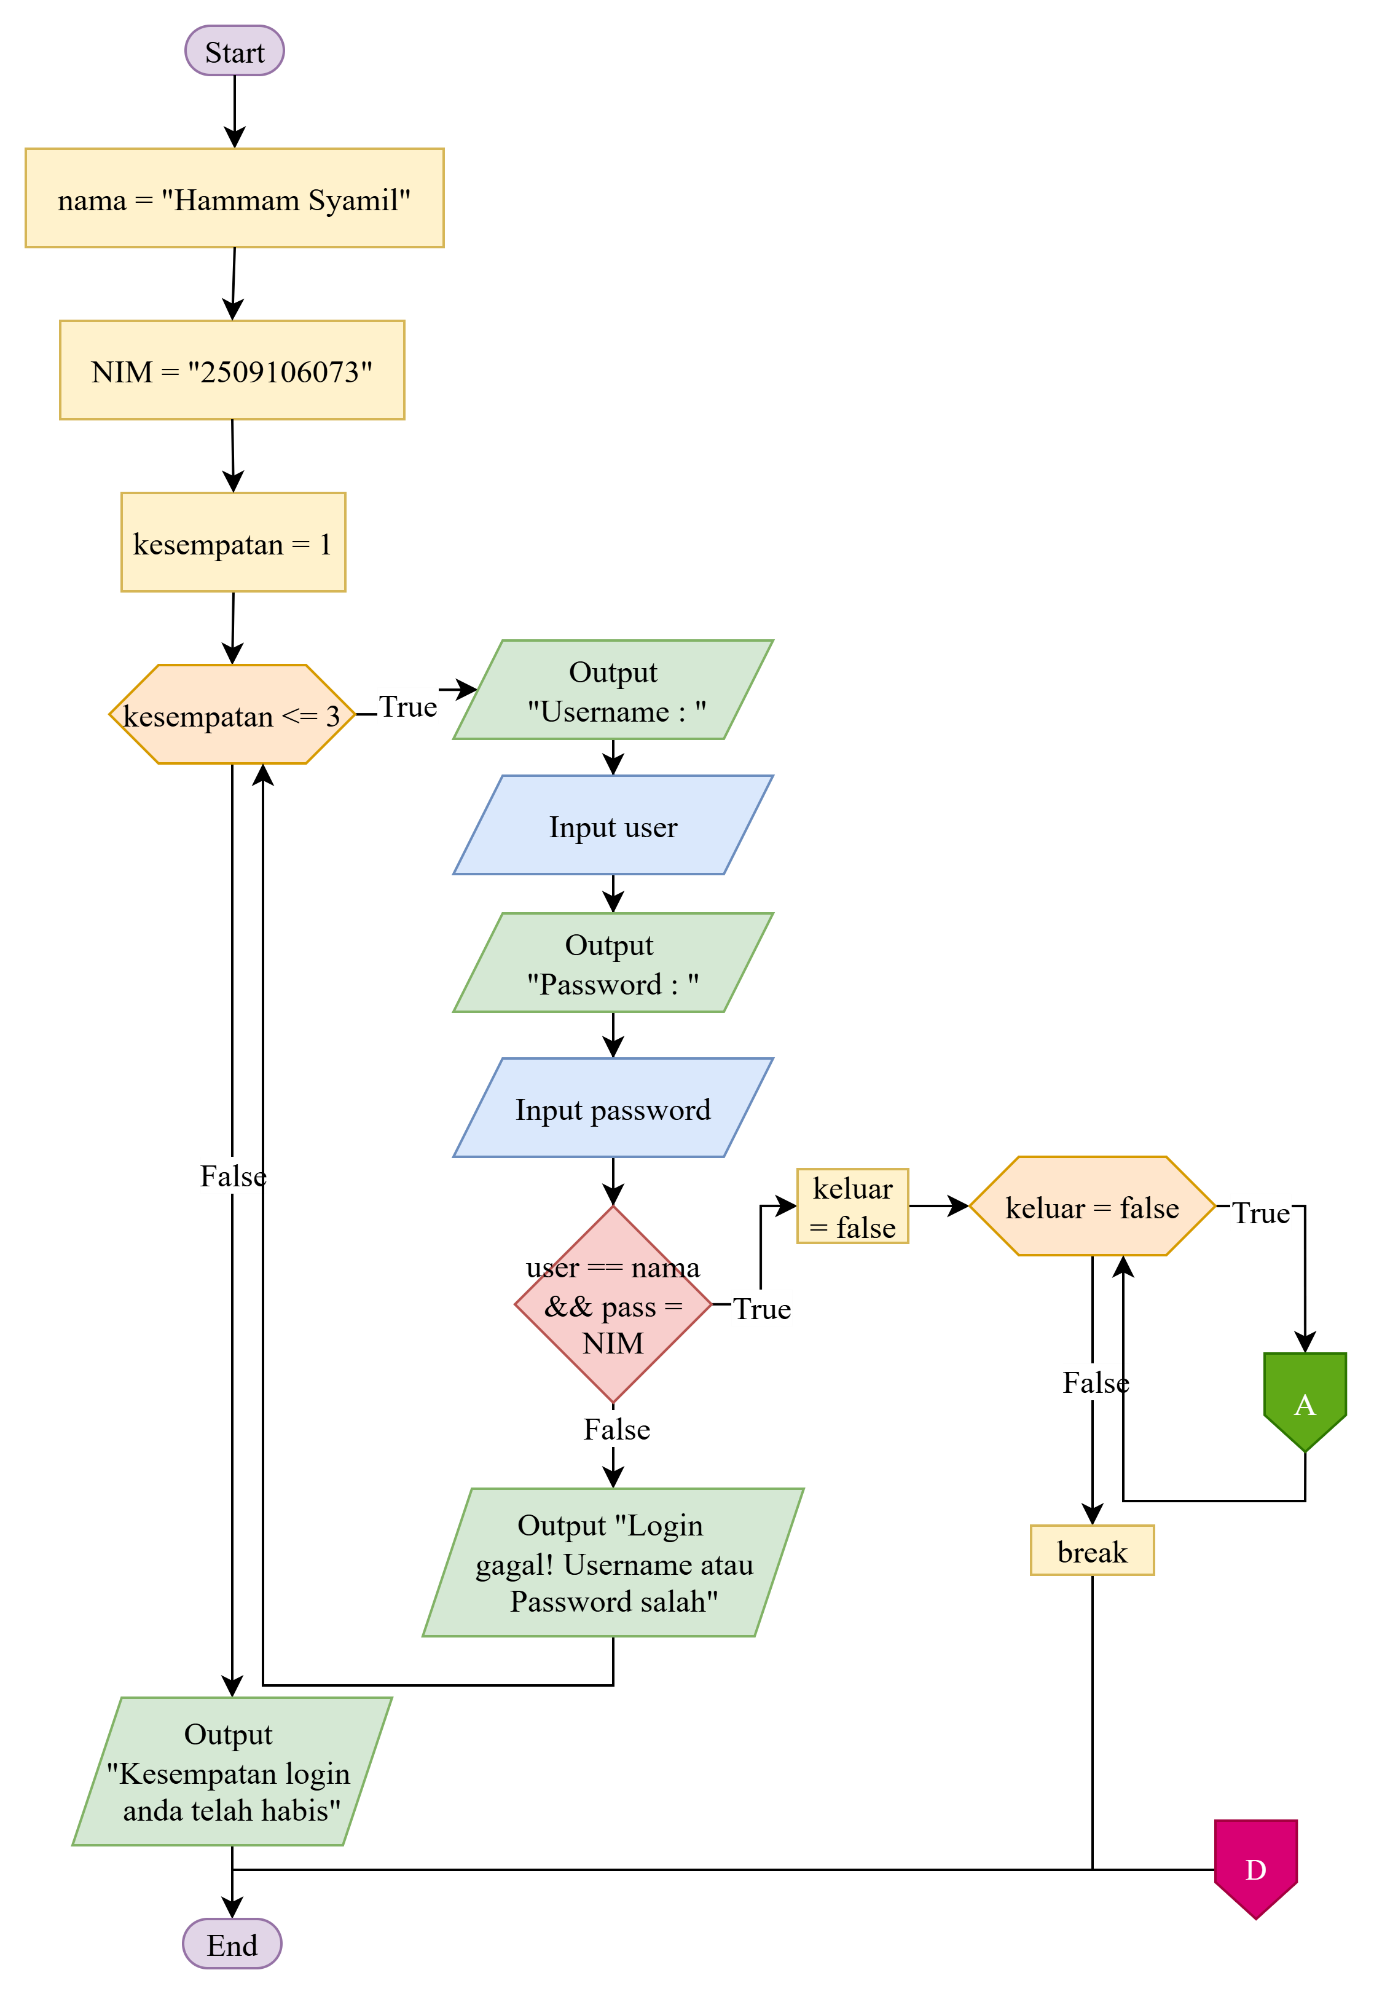 Start
nama = "Hammam Syamil"
NIM = "2509106073"
kesempatan = 1
kesempatan <= 3
True
Output
"Username : "
Input user
Output
"Password : "
Input password
user == nama
&& pass =
NIM
True
keluar
= false
keluar = false
True
A
False
break
False
Output "Login
gagal! Username atau
Password salah"
False
Output
"Kesempatan login
anda telah habis"
D
End